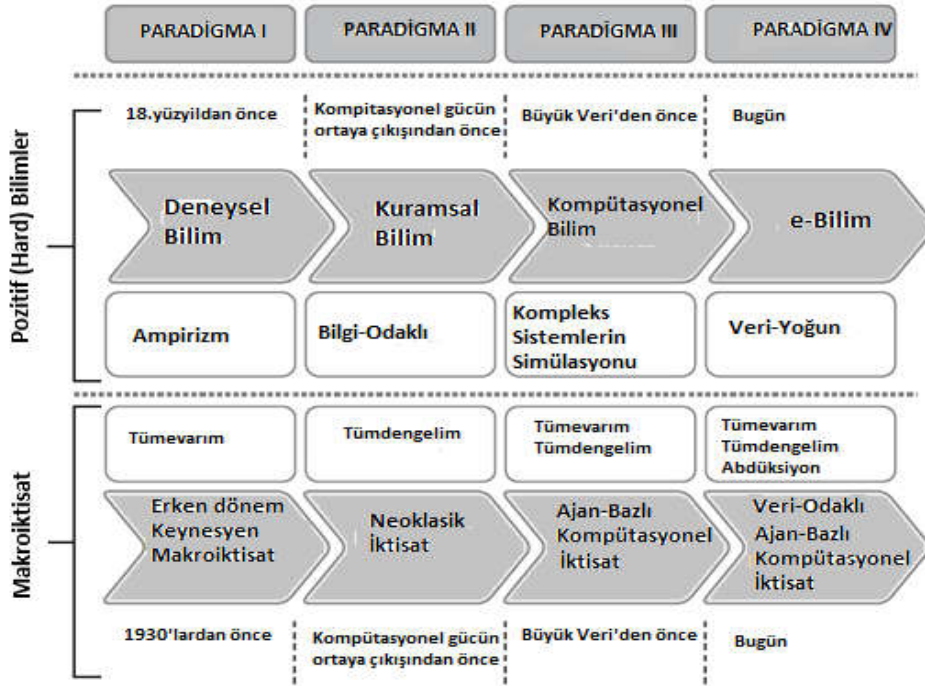 PARADİGMA I
PARADİGMA II
PARADİGMA III
PARADİGMA IV
Pozitif (Hard) Bilimler
18.yüzyıldan önce
Kompitasyonel gücün
ortaya çıkışından önce
Büyük Veri'den önce
Bugün
Deneysel
Bilim
Kuramsal
Bilim
Kompütasyonel
Bilim
e-Bilim
Ampirizm
Bilgi-Odaklı
Kompleks
Sistemlerin
Simülasyonu
Veri-Yoğun
Makroiktisat
Tümevarım
Tümdengelim
Tümevarım
Tümdengelim
Tümevarım
Tümdengelim
Abdüksiyon
Erken dönem
Keynesyen
Makroiktisat
Neoklasik
İktisat
Ajan-Bazlı
Kompütasyonel
İktisat
Veri-Odaklı
Ajan-Bazlı
Kompütasyonel
İktisat
1930'lardan önce
Kompütasyonel gücün
ortaya çıkışından önce
Büyük Veri'den önce
Bugün